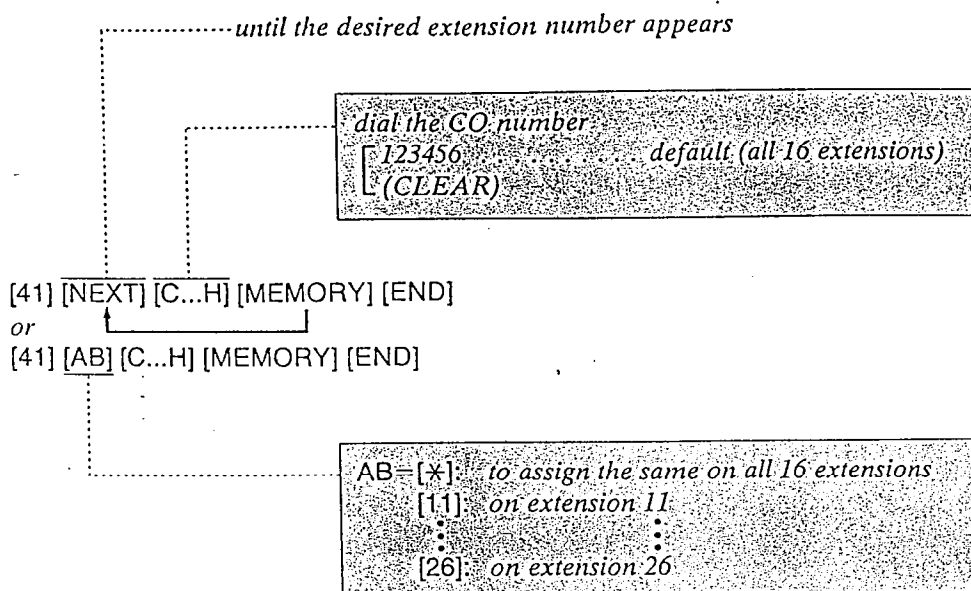 until the desired extension number appears
dial the CO number
123456 . . . . . . . . . . . default (all 16 extensions)
(CLEAR)
[41] [NEXT] [C...H] [MEMORY] [END]
or
[41] [AB] [C...H] [MEMORY] [END]
AB=[✳]: to assign the same on all 16 extensions
[11]: on extension 11
[26]: on extension 26